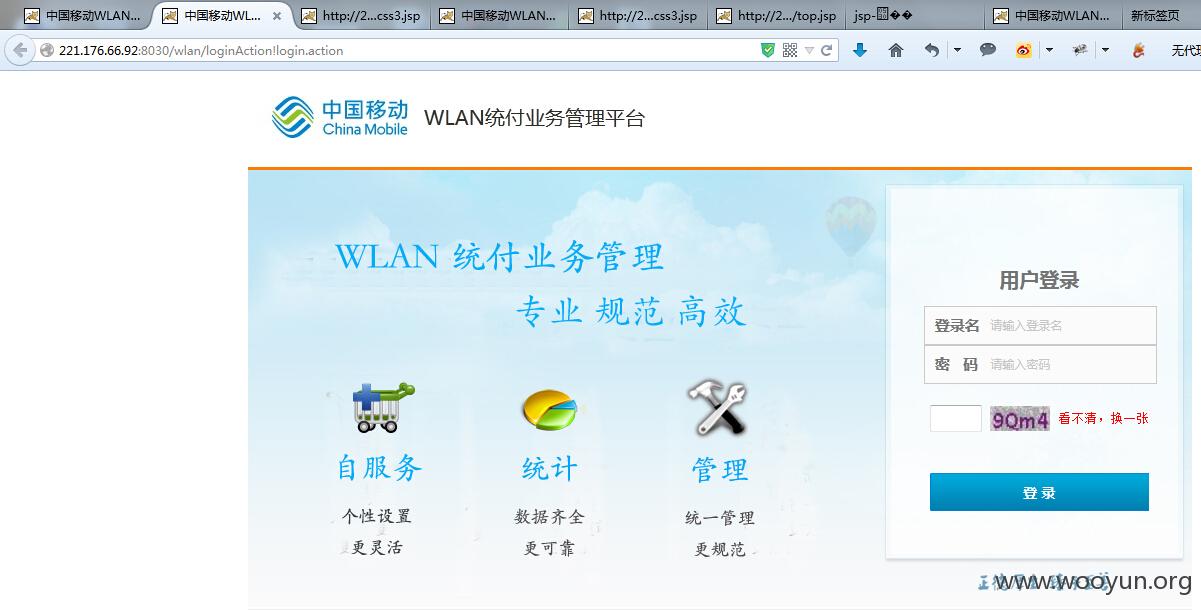 中国移动WLAN...
中国移动WL...
http://2...css3.jsp
中国移动WLAN...
http://2...css3.jsp
http://2.../top.jsp
中国移动WLAN...
新标签页
221.176.66.92:8030/wlan/loginAction!login.action
无代理
中国移动
China Mobile
WLAN统付业务管理平台
WLAN 统付业务管理
专业 规范 高效
自服务
统计
管理
个性设置
更灵活
数据齐全
更可靠
统一管理
更规范
用户登录
登录名 请输入登录名
密 码 请输入密码
9Qm4 看不清，换一张
登 录
www.wooyun.org